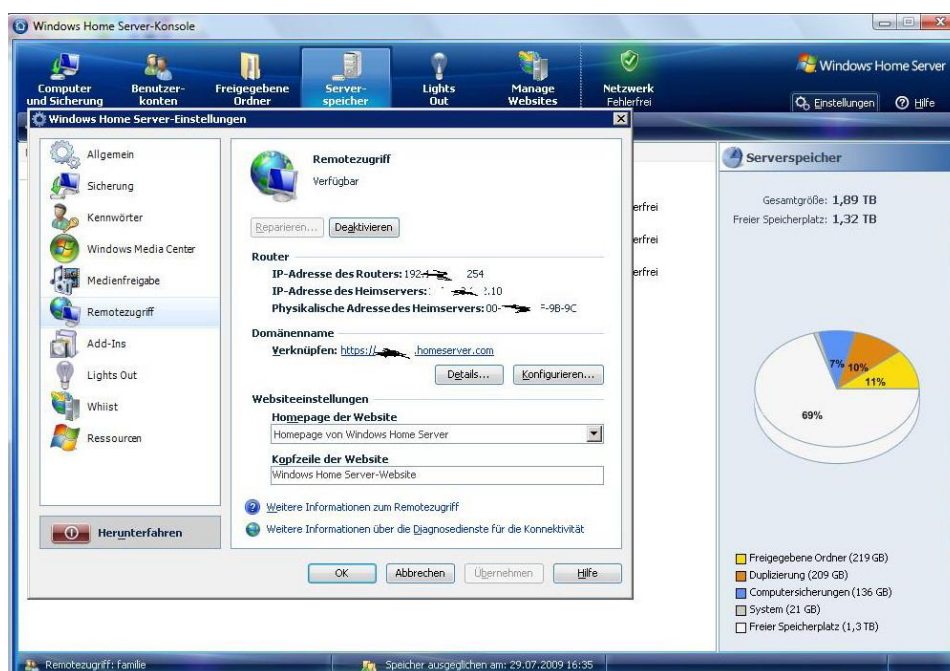 Windows Home Server-Konsole
Computer und Sicherung
Benutzer-konten
Freigegebene Ordner
Server-speicher
Lights Out
Manage Websites
Netzwerk Fehlerfrei
Windows Home Server
Einstellungen
Hilfe
Windows Home Server-Einstellungen
Allgemein
Sicherung
Kennwörter
Windows Media Center
Medienfreigabe
Remotezugriff
Add-Ins
Lights Out
Whiist
Ressourcen
Herunterfahren
Remotezugriff
Verfügbar
Reparieren...
Deaktivieren
Router
IP-Adresse des Routers: 192. 254
IP-Adresse des Heimservers: .10
Physikalische Adresse des Heimservers: 00- -9B-9C
Domänenname
Verknüpfen: https:// .homeserver.com
Details...
Konfigurieren...
Websiteeinstellungen
Homepage der Website
Homepage von Windows Home Server
Kopfzeile der Website
Windows Home Server-Website
Weitere Informationen zum Remotezugriff
Weitere Informationen über die Diagnosedienste für die Konnektivität
OK
Abbrechen
Übernehmen
Hilfe
erfrei
erfrei
erfrei
Serverspeicher
Gesamtgröße: 1,89 TB
Freier Speicherplatz: 1,32 TB
7%
10%
11%
69%
Freigegebene Ordner (219 GB)
Duplizierung (209 GB)
Computersicherungen (136 GB)
System (21 GB)
Freier Speicherplatz (1,3 TB)
Remotezugriff: familie
Speicher ausgeglichen am: 29.07.2009 16:35